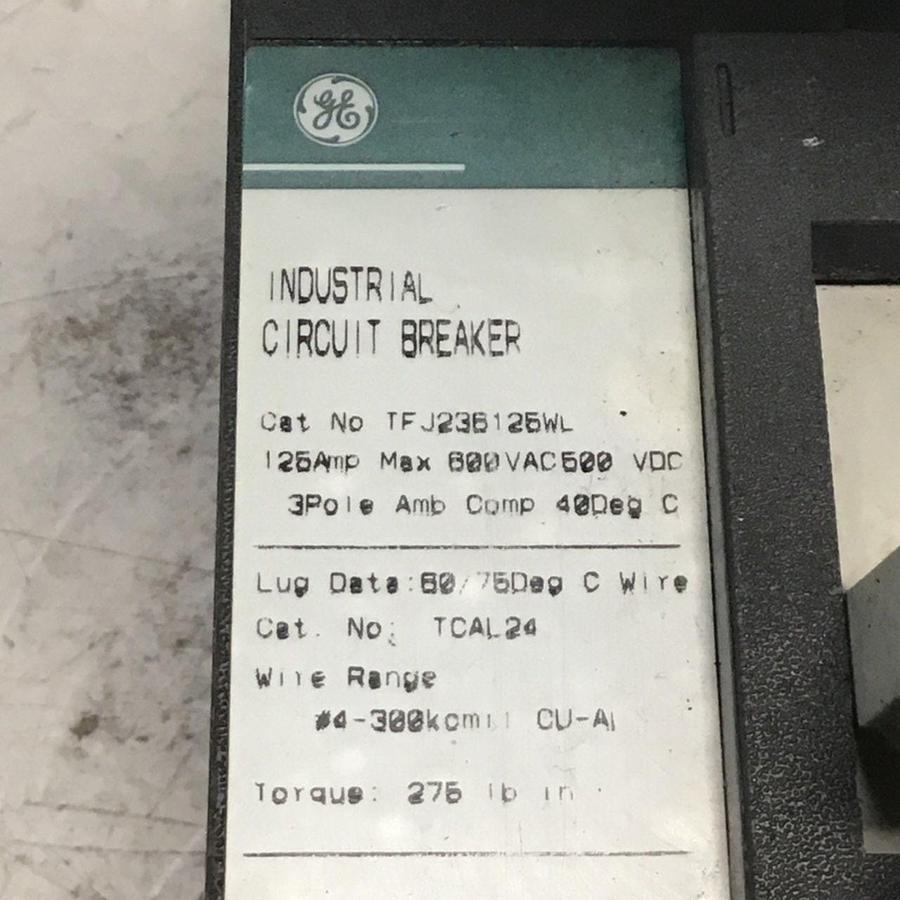 GE
INDUSTRIAL
CIRCUIT BREAKER
Cat No TFJ236125WL
125Amp Max 600VAC500 VDC
3Pole Amb Comp 40Deg C
Lug Data:60/75Deg C Wire
Cat. No: TCAL24
Wire Range
#4-300kcmil CU-Al
Torque: 275 lb in